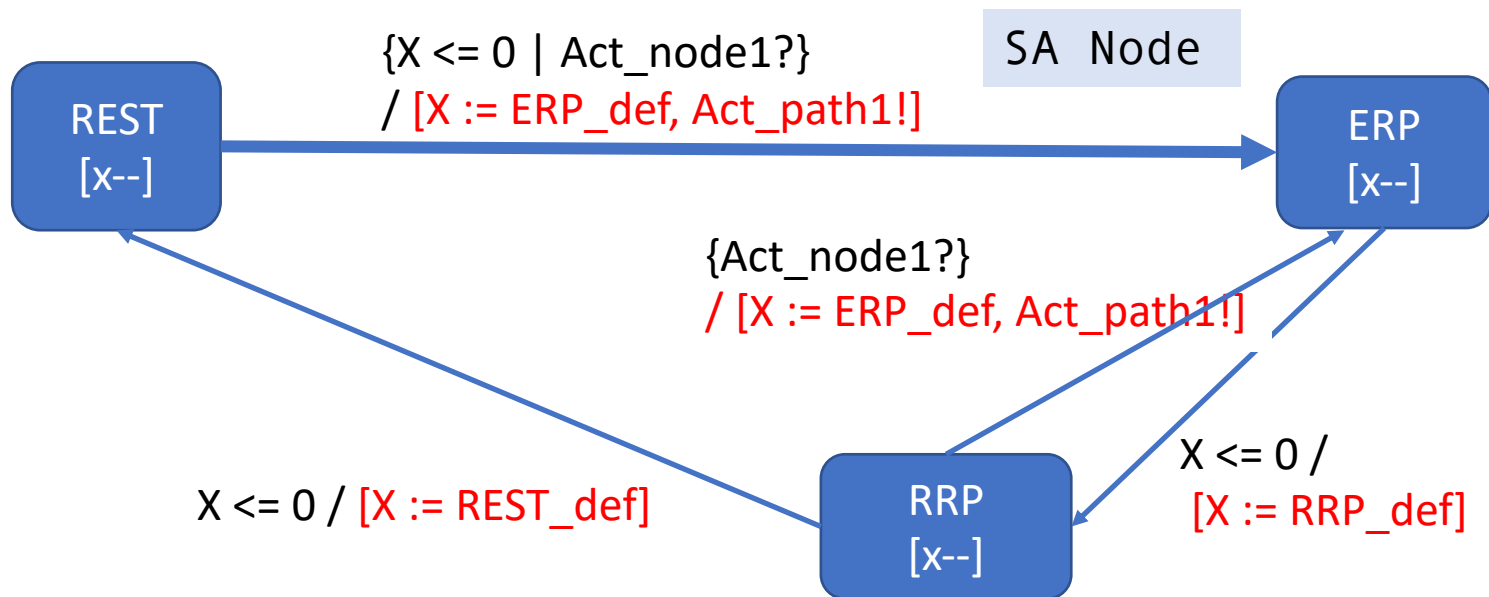 {X <= 0 | Act_node1?}
/ [X := ERP_def, Act_path1!]
SA Node
REST
[x--]
ERP
[x--]
{Act_node1?}
/ [X := ERP_def, Act_path1!]
X <= 0 /
[X := RRP_def]
X <= 0 / [X := REST_def]
RRP
[x--]